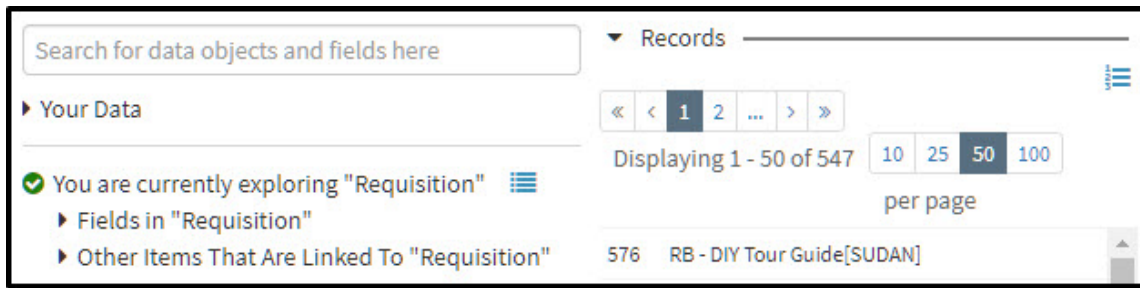 Search for data objects and fields here
Your Data
You are currently exploring "Requisition"
Fields in "Requisition"
Other Items That Are Linked To "Requisition"
Records
« < 1 2 ... > »
Displaying 1 - 50 of 547 10 25 50 100
per page
576 RB - DIY Tour Guide[SUDAN]